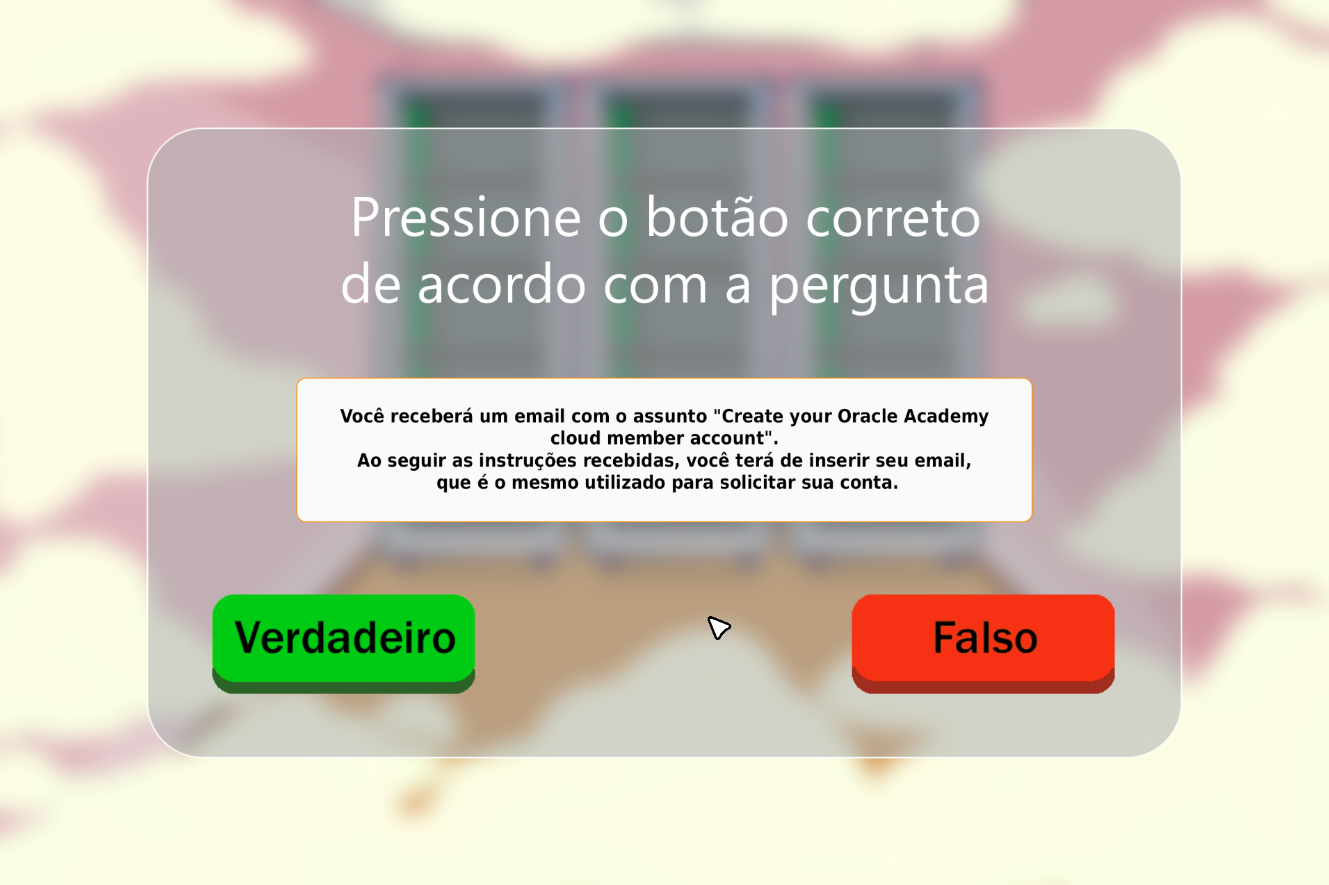 Pressione o botão correto
de acordo com a pergunta
Você receberá um email com o assunto "Create your Oracle Academy
cloud member account".
Ao seguir as instruções recebidas, você terá de inserir seu email,
que é o mesmo utilizado para solicitar sua conta.
Verdadeiro
Falso